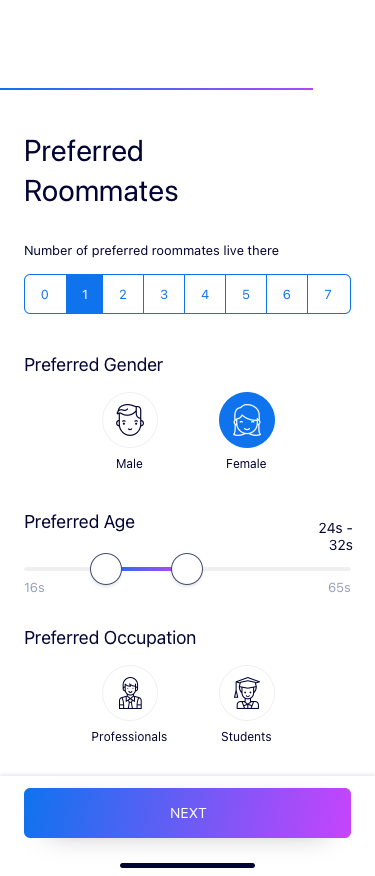 Preferred
Roommates
Number of preferred roommates live there
0 1 2 3 4 5 6 7
Preferred Gender
Male Female
Preferred Age
24s -
32s
16s 65s
Preferred Occupation
Professionals Students
NEXT